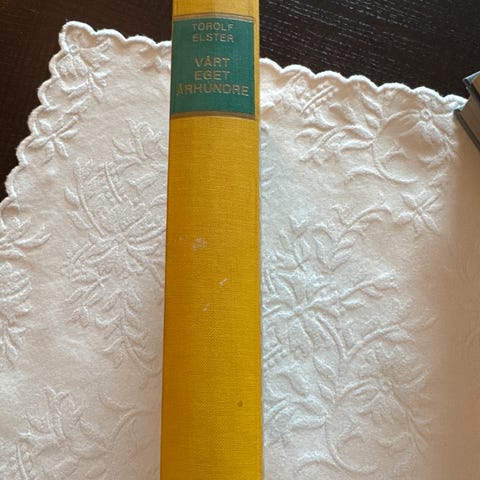 TOROLF
ELSTER
VÅRT
EGET
ÅRHUNDRE